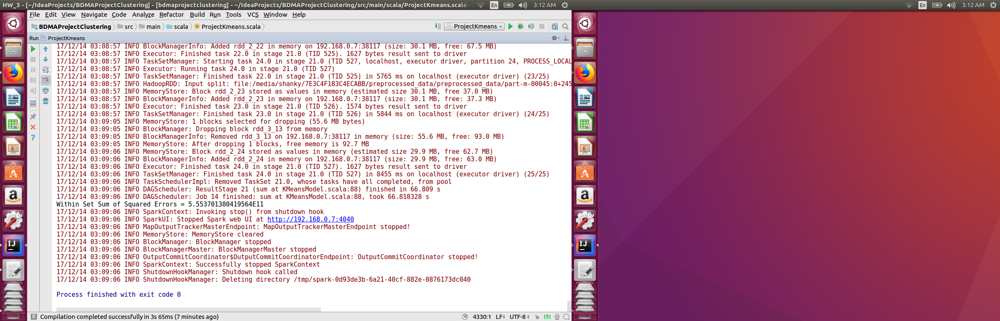 HW_3 - [~/IdeaProjects/BDMAProjectClustering] - [bdmaprojectclustering] - ~/IdeaProjects/BDMAProjectClustering/src/main/scala/ProjectKmeans.scala - En 3:12 AM En 3:12 AM
File Edit View Navigate Code Analyze Refactor Build Run Tools VCS Window Help
BDMAProjectClustering src main scala ProjectKmeans.scala ProjectKmeans
Run ProjectKmeans
17/12/14 03:08:57 INFO BlockManagerInfo: Added rdd_2_22 in memory on 192.168.0.7:38117 (size: 30.1 MB, free: 67.5 MB)
17/12/14 03:08:57 INFO Executor: Finished task 22.0 in stage 21.0 (TID 525). 1627 bytes result sent to driver
17/12/14 03:08:57 INFO TaskSetManager: Starting task 24.0 in stage 21.0 (TID 527, localhost, executor driver, partition 24, PROCESS_LOCAL
17/12/14 03:08:57 INFO Executor: Running task 24.0 in stage 21.0 (TID 527)
17/12/14 03:08:57 INFO TaskSetManager: Finished task 22.0 in stage 21.0 (TID 525) in 5765 ms on localhost (executor driver) (23/25)
17/12/14 03:08:57 INFO HadoopRDD: Input split: file:/media/shanky/7E3C4F183C4ECABB/preprocessed_data/preprocessed_data/part-m-00045:0+245
17/12/14 03:08:57 INFO MemoryStore: Block rdd_2_23 stored as values in memory (estimated size 30.1 MB, free 37.0 MB)
17/12/14 03:08:57 INFO BlockManagerInfo: Added rdd_2_23 in memory on 192.168.0.7:38117 (size: 30.1 MB, free: 37.3 MB)
17/12/14 03:08:57 INFO Executor: Finished task 23.0 in stage 21.0 (TID 526). 1574 bytes result sent to driver
17/12/14 03:08:57 INFO TaskSetManager: Finished task 23.0 in stage 21.0 (TID 526) in 5844 ms on localhost (executor driver) (24/25)
17/12/14 03:09:05 INFO MemoryStore: 1 blocks selected for dropping (55.6 MB bytes)
17/12/14 03:09:05 INFO BlockManager: Dropping block rdd_3_13 from memory
17/12/14 03:09:05 INFO BlockManagerInfo: Removed rdd_3_13 on 192.168.0.7:38117 in memory (size: 55.6 MB, free: 93.0 MB)
17/12/14 03:09:05 INFO MemoryStore: After dropping 1 blocks, free memory is 92.7 MB
17/12/14 03:09:06 INFO MemoryStore: Block rdd_2_24 stored as values in memory (estimated size 29.9 MB, free 62.7 MB)
17/12/14 03:09:06 INFO BlockManagerInfo: Added rdd_2_24 in memory on 192.168.0.7:38117 (size: 29.9 MB, free: 63.0 MB)
17/12/14 03:09:06 INFO Executor: Finished task 24.0 in stage 21.0 (TID 527). 1627 bytes result sent to driver
17/12/14 03:09:06 INFO TaskSetManager: Finished task 24.0 in stage 21.0 (TID 527) in 8455 ms on localhost (executor driver) (25/25)
17/12/14 03:09:06 INFO TaskSchedulerImpl: Removed TaskSet 21.0, whose tasks have all completed, from pool
17/12/14 03:09:06 INFO DAGScheduler: ResultStage 21 (sum at KMeansModel.scala:88) finished in 66.809 s
17/12/14 03:09:06 INFO DAGScheduler: Job 14 finished: sum at KMeansModel.scala:88, took 66.818328 s
Within Set Sum of Squared Errors = 5.553701380419564E11
17/12/14 03:09:06 INFO SparkContext: Invoking stop() from shutdown hook
17/12/14 03:09:06 INFO SparkUI: Stopped Spark web UI at http://192.168.0.7:4040
17/12/14 03:09:06 INFO MapOutputTrackerMasterEndpoint: MapOutputTrackerMasterEndpoint stopped!
17/12/14 03:09:06 INFO MemoryStore: MemoryStore cleared
17/12/14 03:09:06 INFO BlockManager: BlockManager stopped
17/12/14 03:09:06 INFO BlockManagerMaster: BlockManagerMaster stopped
17/12/14 03:09:06 INFO OutputCommitCoordinator$OutputCommitCoordinatorEndpoint: OutputCommitCoordinator stopped!
17/12/14 03:09:06 INFO SparkContext: Successfully stopped SparkContext
17/12/14 03:09:06 INFO ShutdownHookManager: Shutdown hook called
17/12/14 03:09:06 INFO ShutdownHookManager: Deleting directory /tmp/spark-0d93de3b-6a21-40cf-882e-0876173dc040
Process finished with exit code 0
Compilation completed successfully in 3s 65ms (7 minutes ago) 4330:1 LF UTF-8 [T]